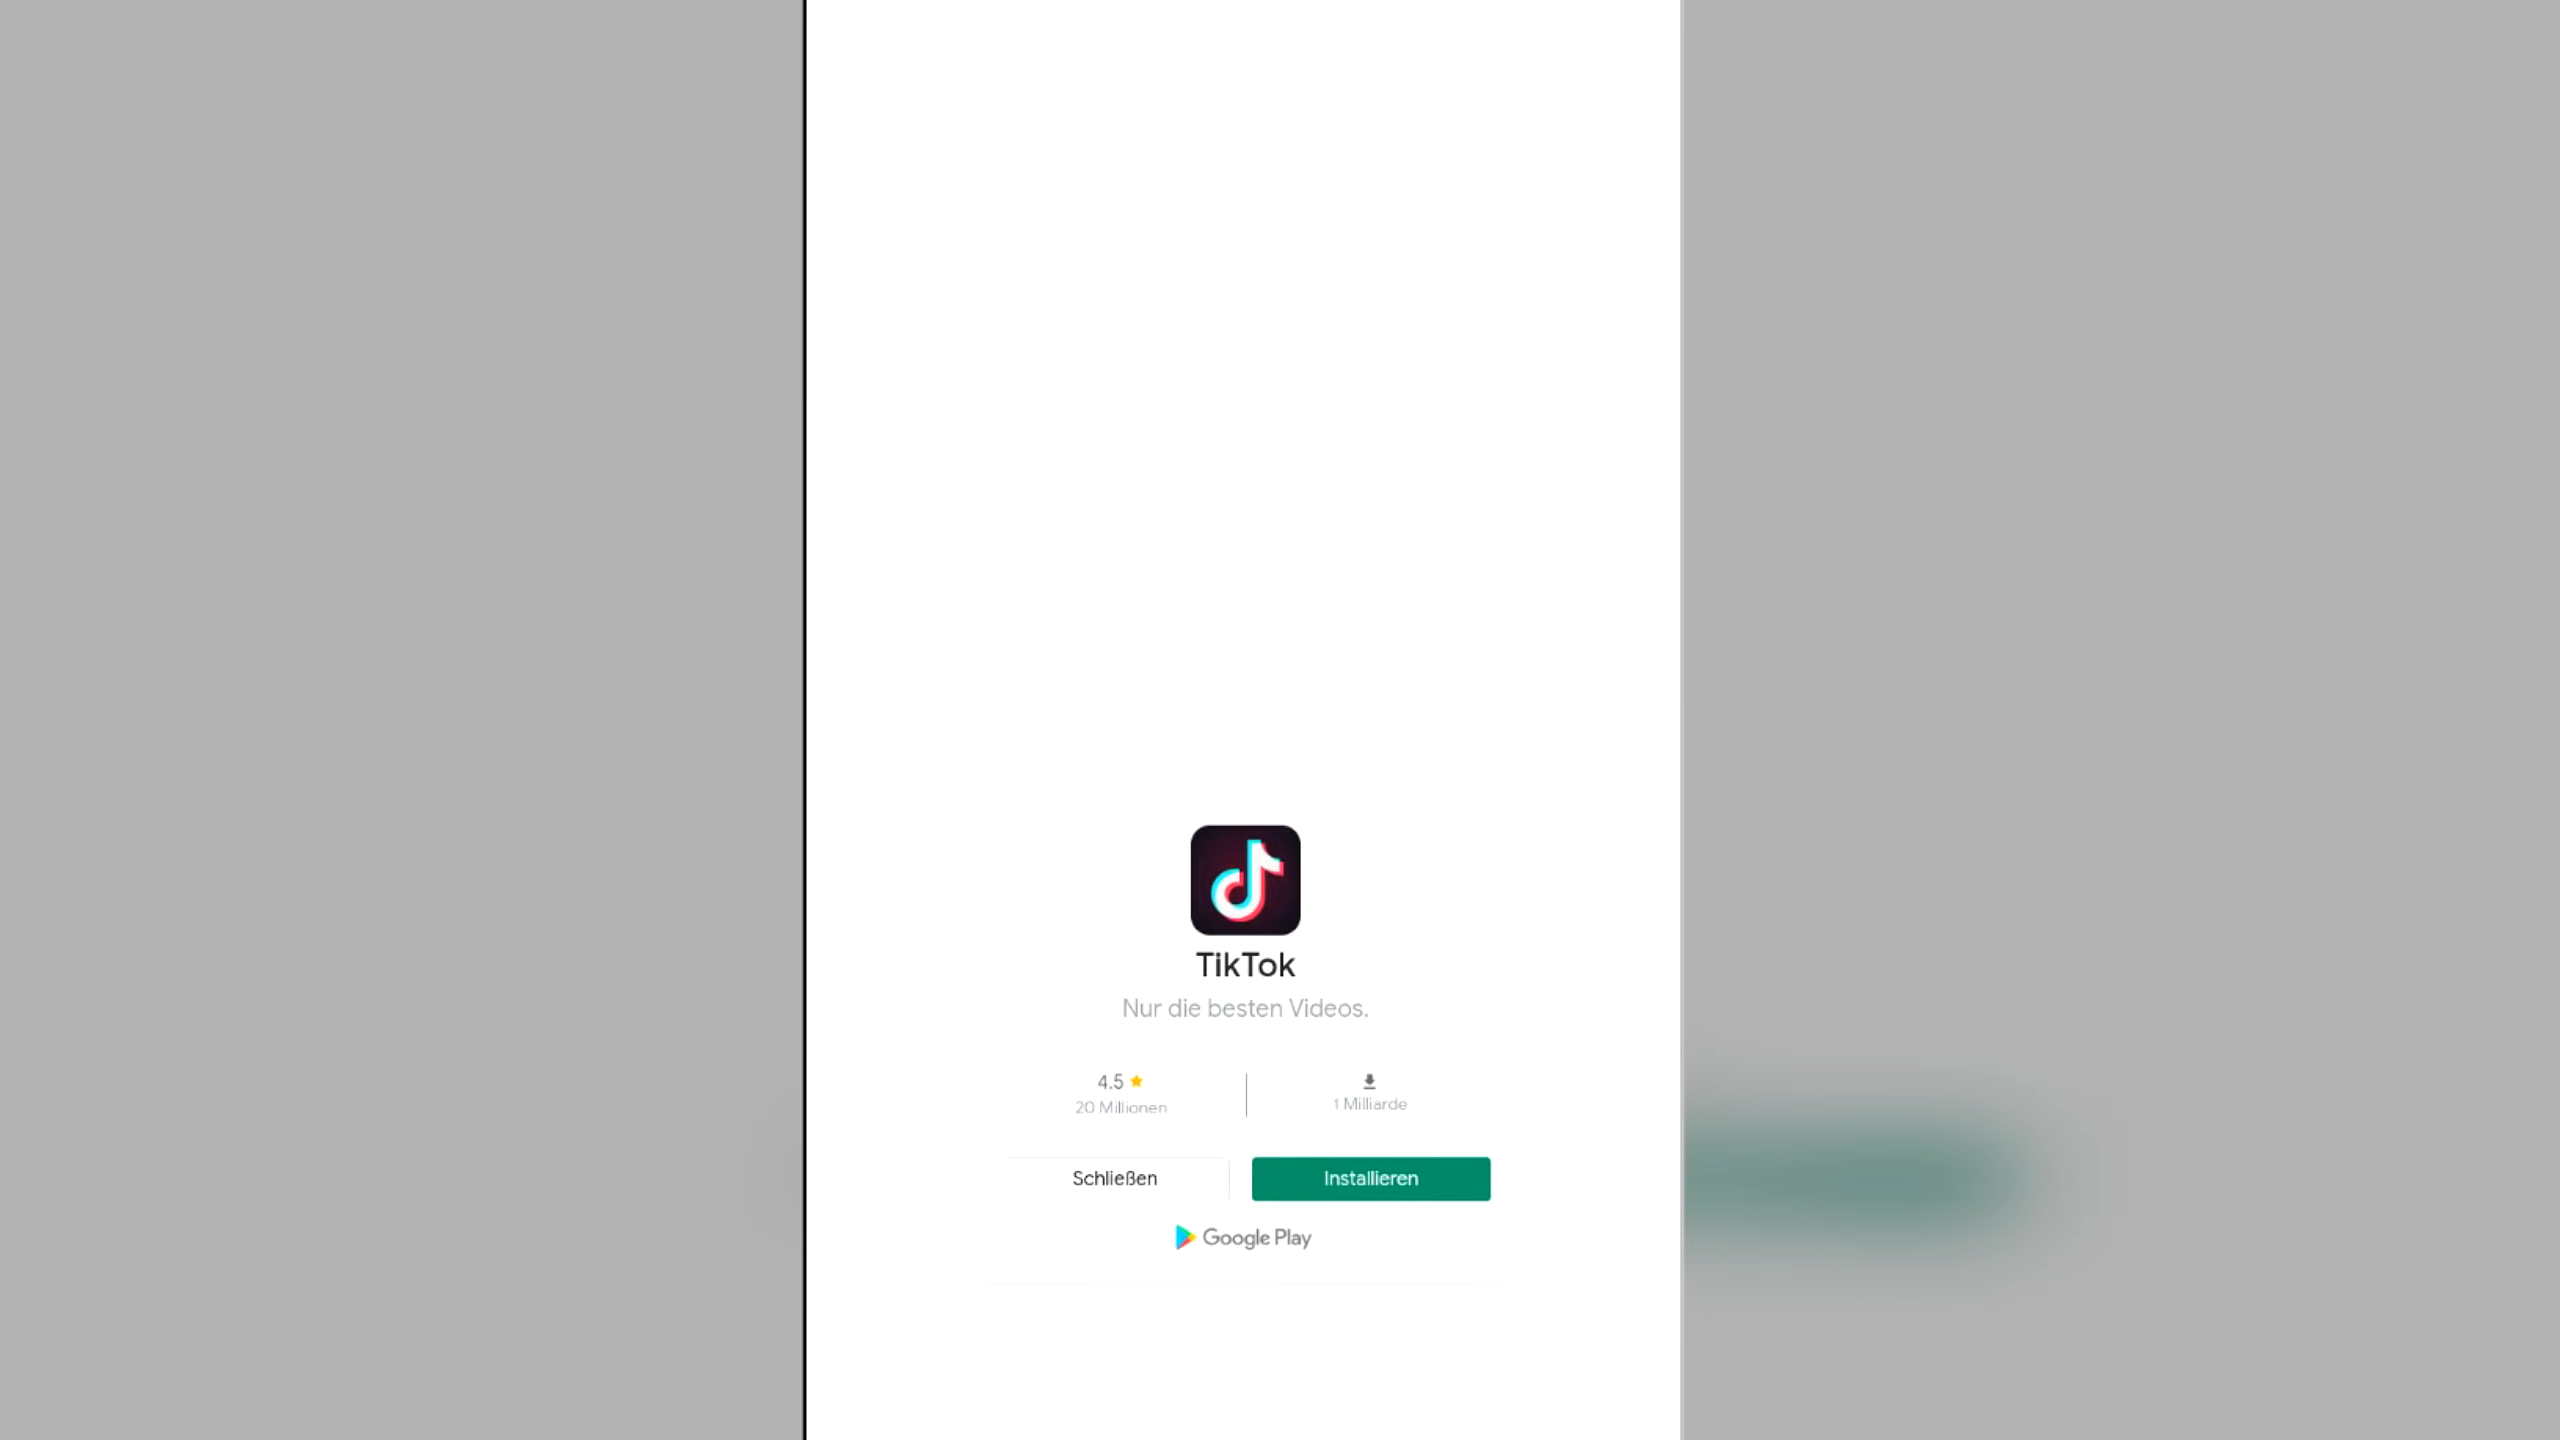 TikTok
Nur die besten Videos.
4.5
20 Millionen
1 Milliarde
Schließen
Installieren
Google Play